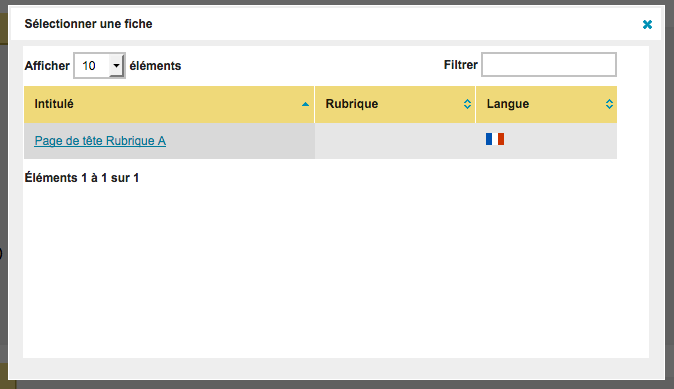 Sélectionner une fiche
Afficher 10 éléments Filtrer
Intitulé Rubrique Langue
Page de tête Rubrique A
Éléments 1 à 1 sur 1
)